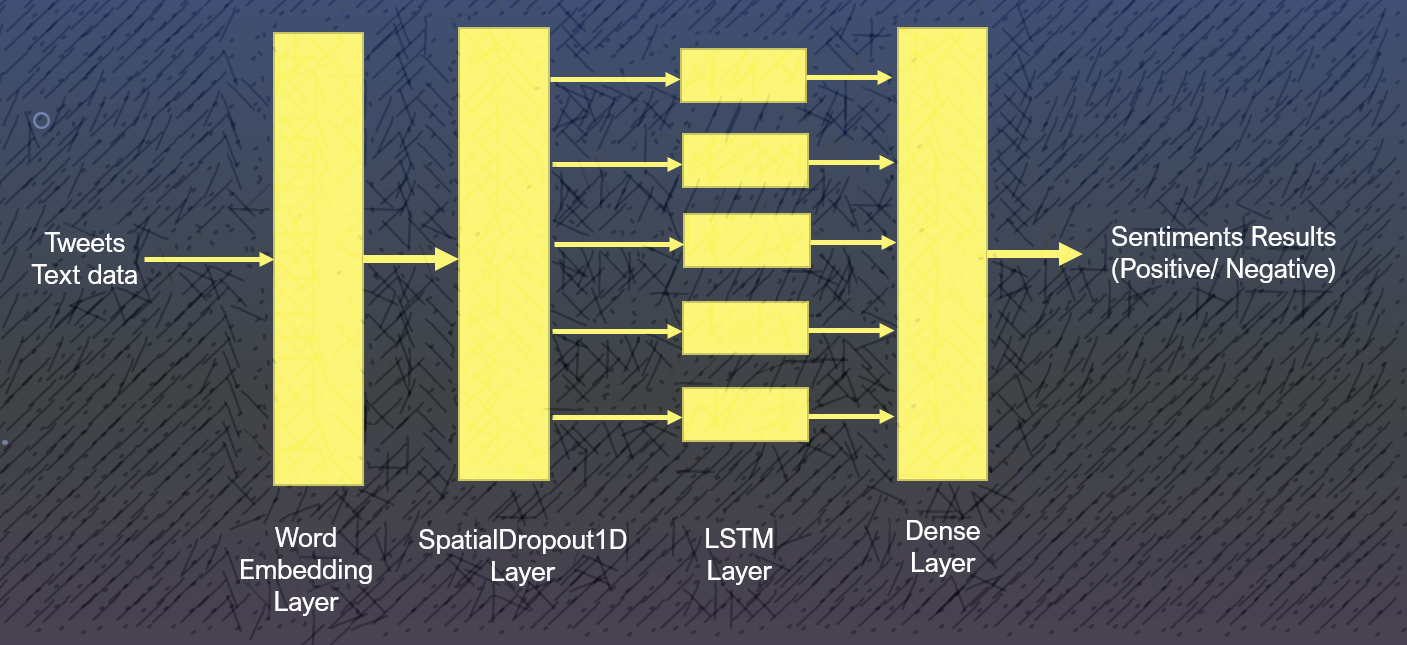 Tweets
Text data
Sentiments Results
(Positive/ Negative)
Word
Embedding
Layer
SpatialDropout1D
Layer
LSTM
Layer
Dense
Layer